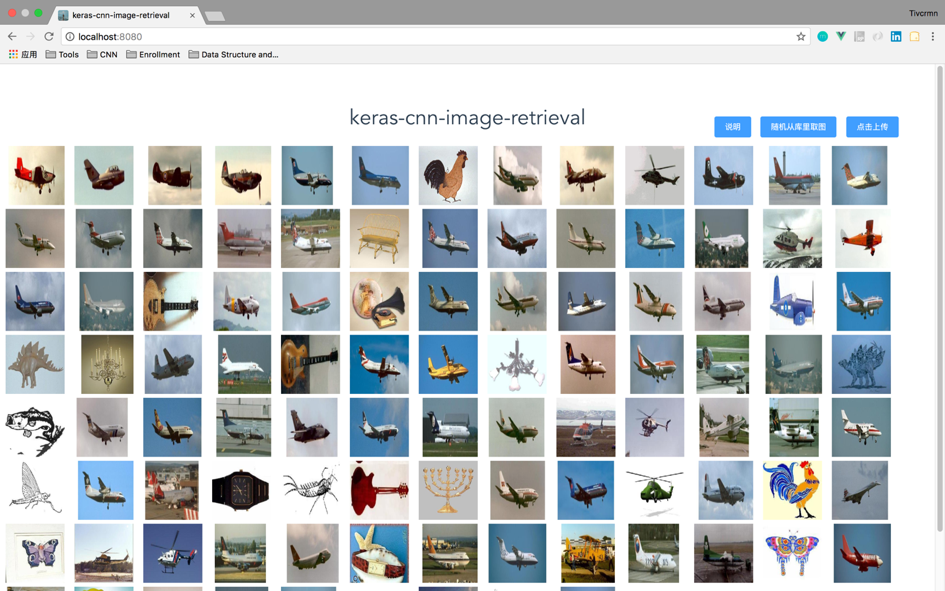 keras-cnn-image-retrieval
Tivcrmn
localhost:8080
应用 Tools CNN Enrollment Data Structure and...
keras-cnn-image-retrieval
说明 随机从库里取图 点击上传